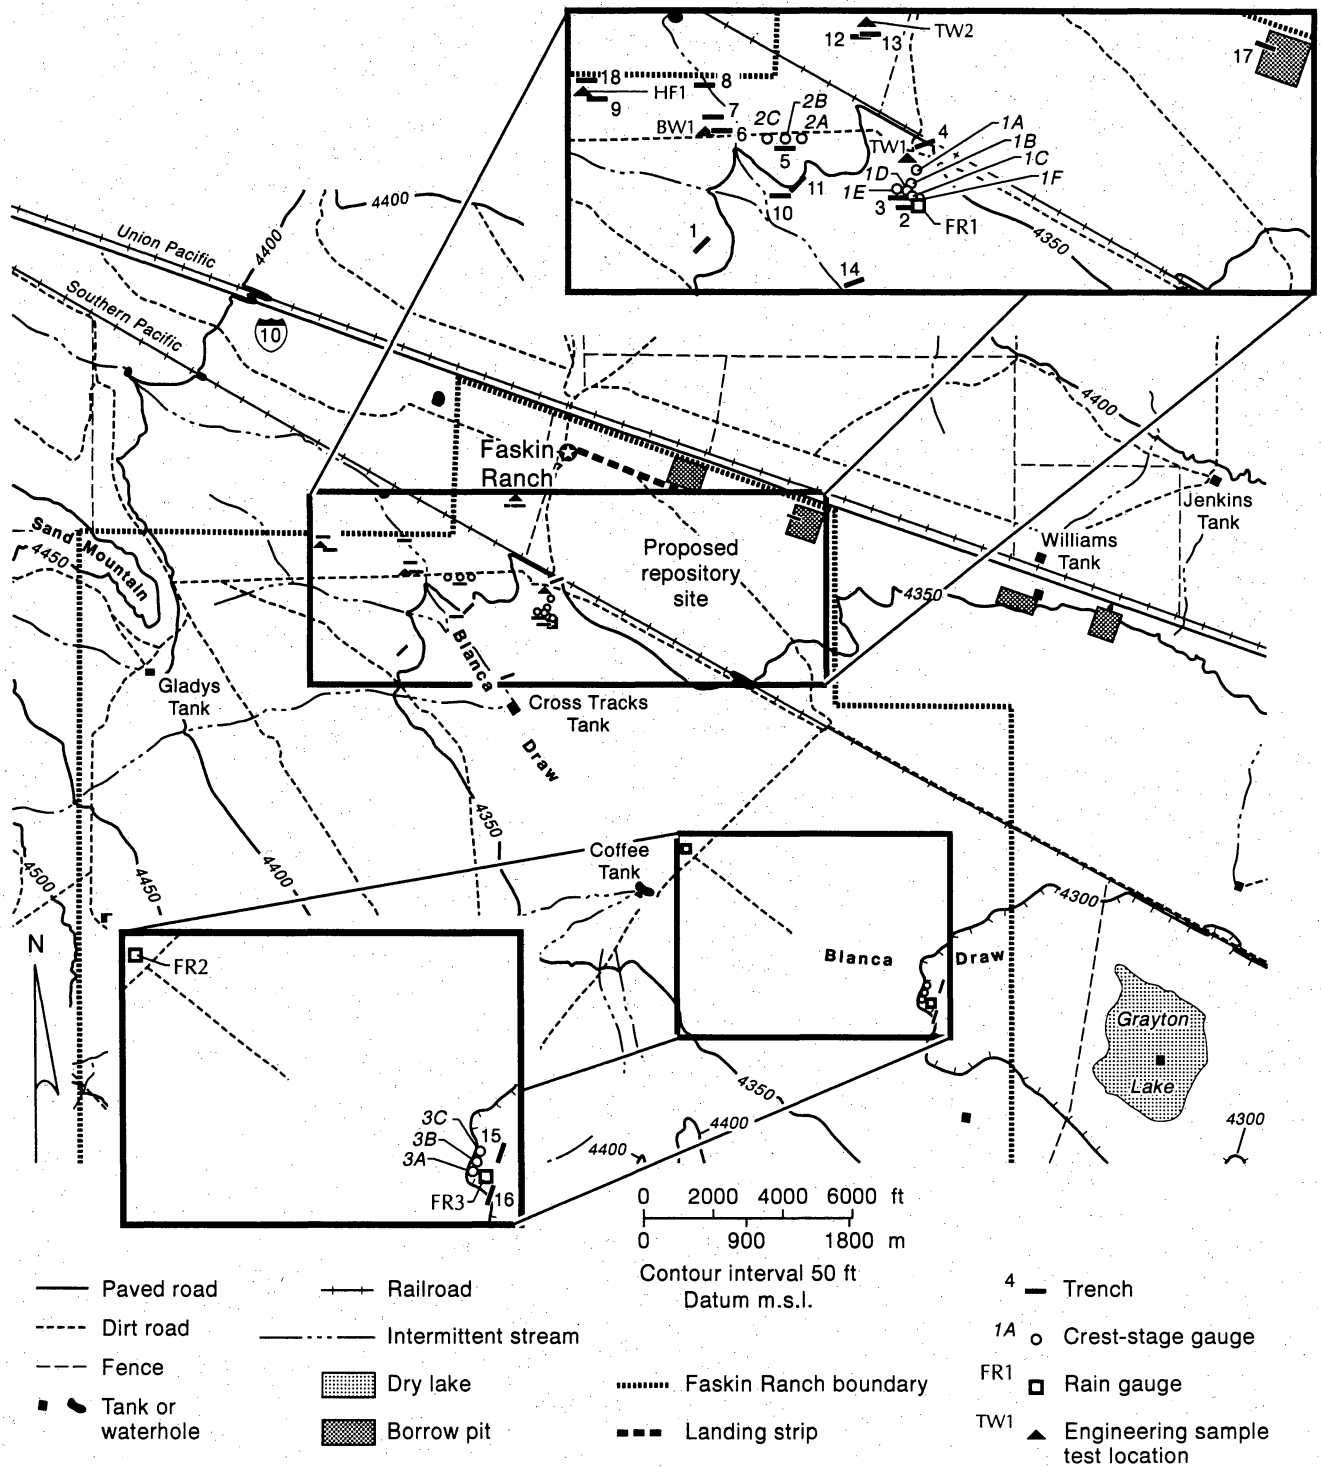 12
13
TW2
17
18
HF1
9
8
7
2B
2C
2A
BW1
6
5
TW1
4
1A
1B
1C
1D
1F
1E
11
10
3
2
FR1
1
14
4350
4400
4400
Union Pacific
Southern Pacific
10
4400
Faskin
Ranch
Jenkins
Tank
Williams
Tank
Sand Mountain
4450
Proposed
repository
site
4350
Blanca
Gladys
Tank
Cross Tracks
Tank
Draw
4350
4500
4450
4400
Coffee
Tank
4300
N
Blanca Draw
FR2
Grayton
Lake
4350
3C
15
3B
3A
FR3
16
4400
4400
4300
0 2000 4000 6000 ft
0 900 1800 m
Contour interval 50 ft
Datum m.s.l.
Paved road
Dirt road
Fence
Tank or
waterhole
Railroad
Intermittent stream
Dry lake
Borrow pit
Faskin Ranch boundary
Landing strip
4 Trench
1A Crest-stage gauge
FR1 Rain gauge
TW1 Engineering sample
test location